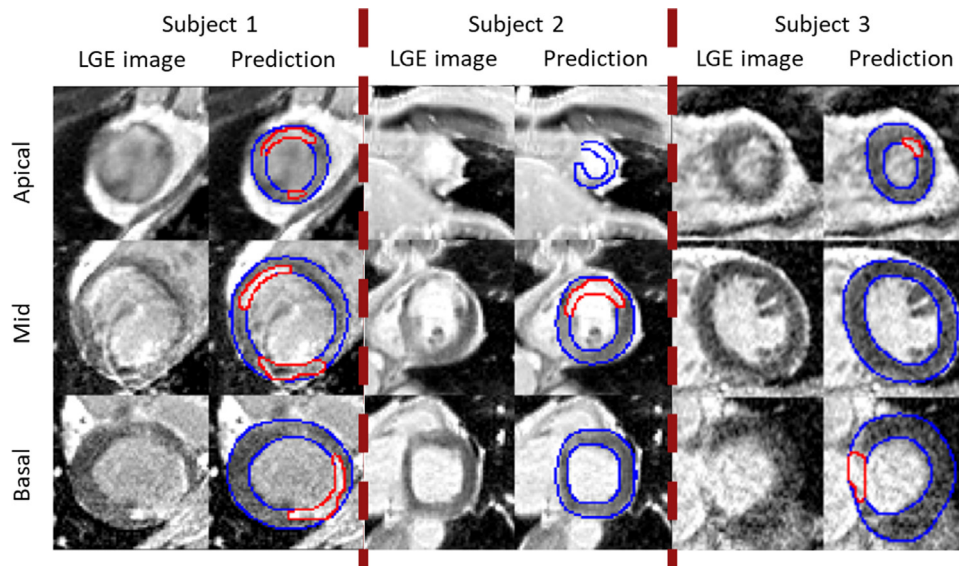 Subject 1 Subject 2 Subject 3
LGE image Prediction LGE image Prediction LGE image Prediction
Apical
Mid
Basal